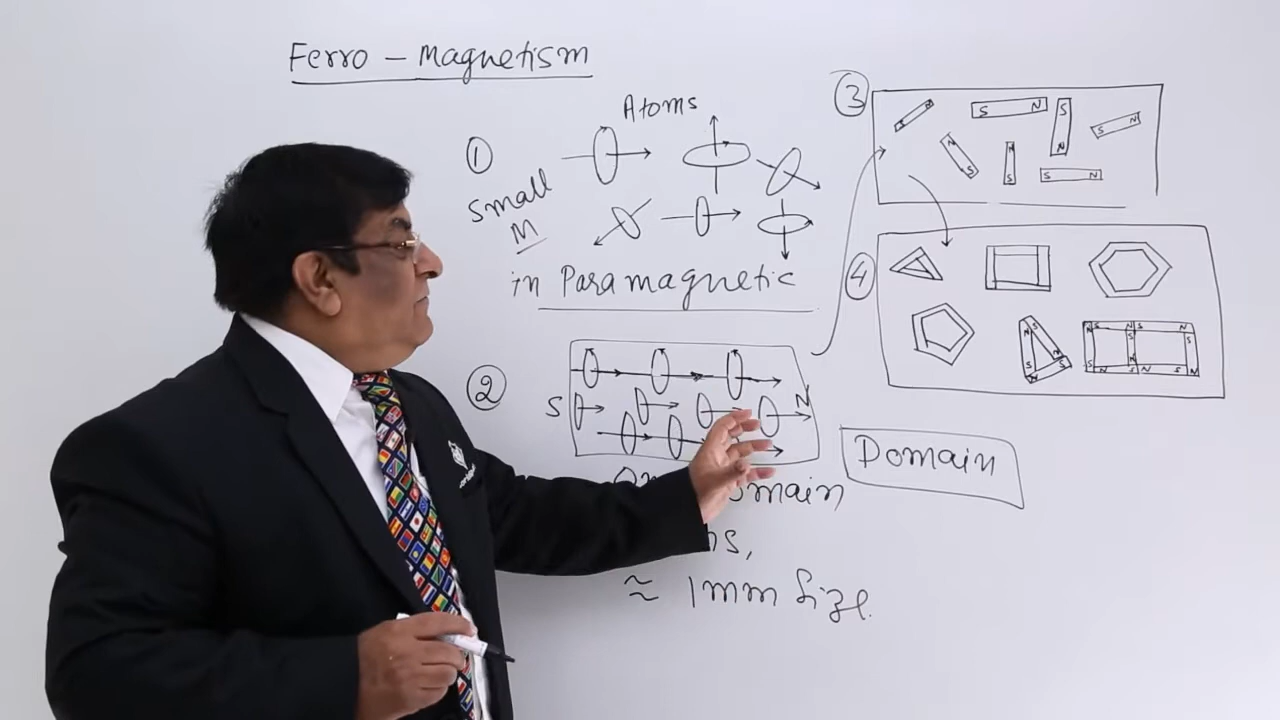 Ferro - Magnetism
Atoms
①
Small
M
in Paramagnetic
②
S
N
≈ 1mm Size.
③
S N
S
N
S N
N
S
N
S
S N
④
S N S N
S
N
N S
Domain